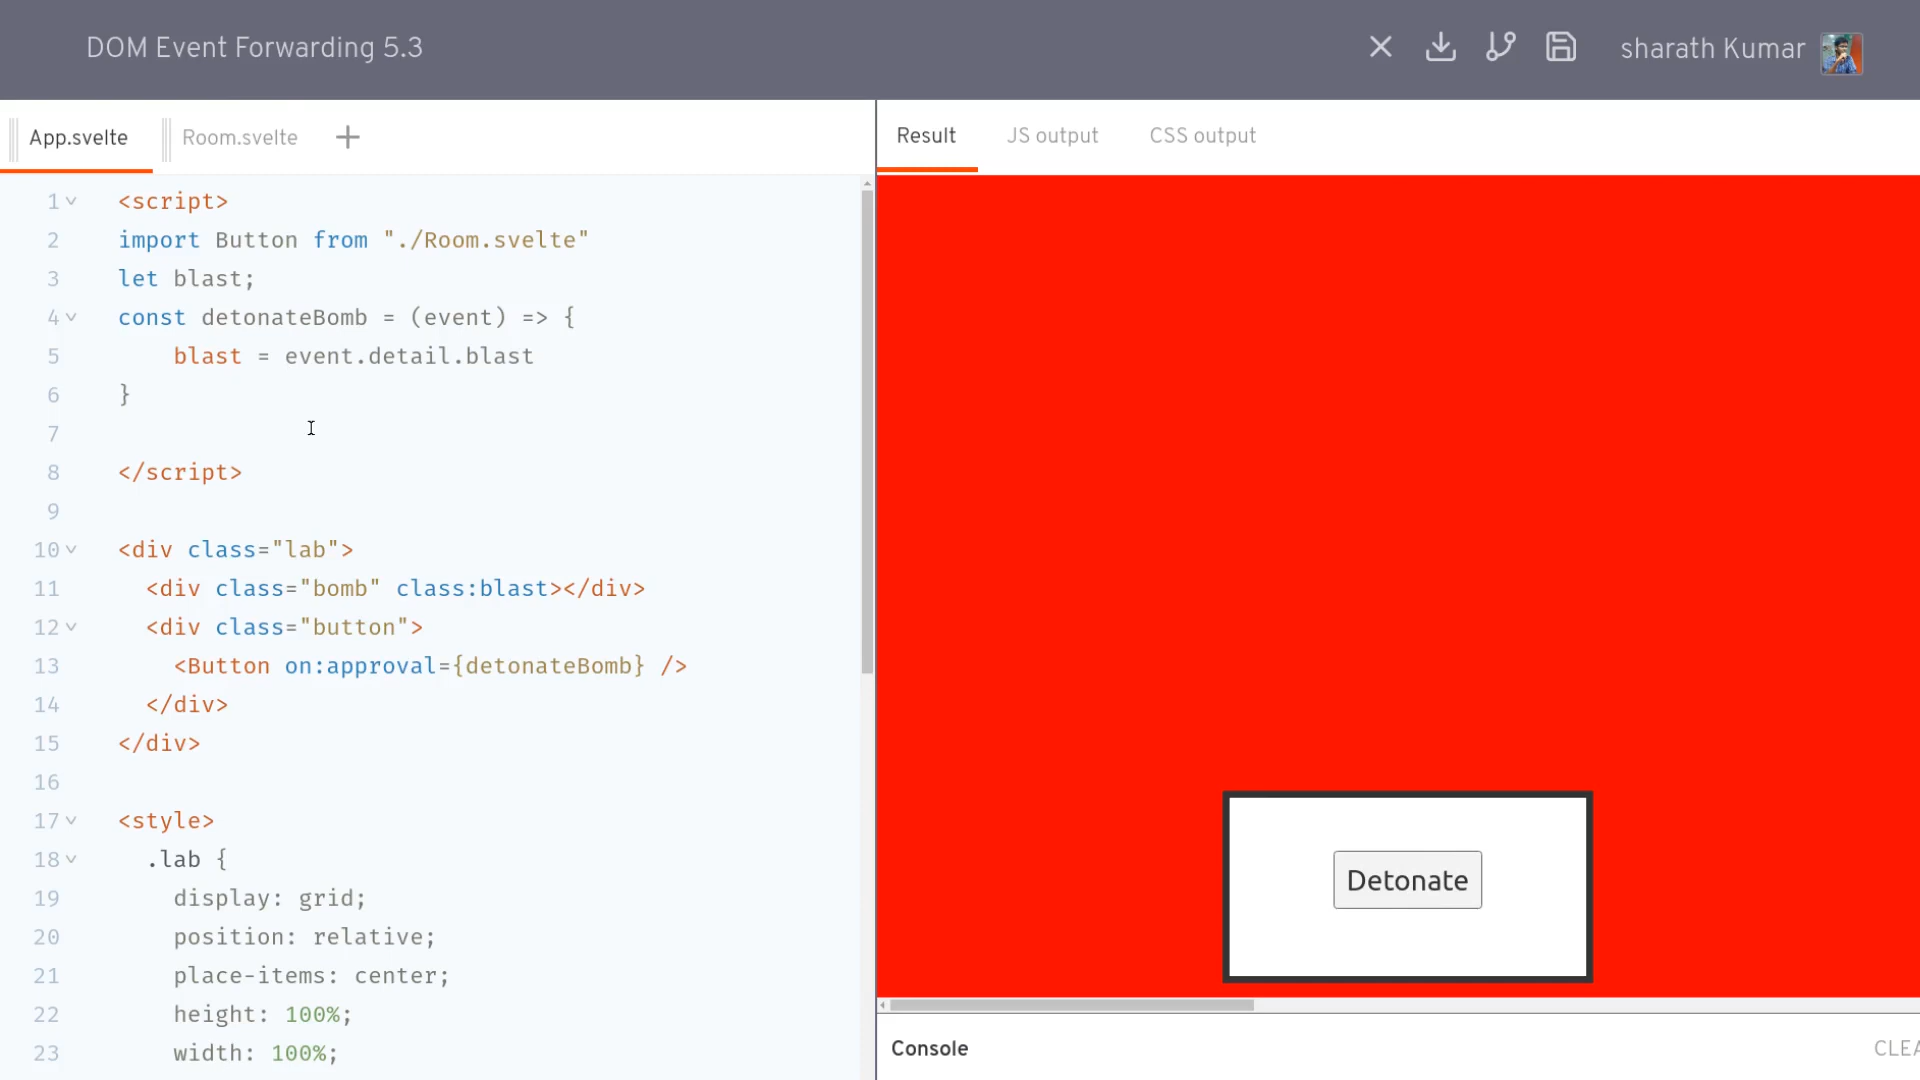 DOM Event Forwarding 5.3
sharath Kumar
App.svelte
Room.svelte
Result
JS output
CSS output
1 <script>
2 import Button from "./Room.svelte"
3 let blast;
4 const detonateBomb = (event) => {
5 blast = event.detail.blast
6 }
7
8 </script>
9
10 <div class="lab">
11 <div class="bomb" class:blast></div>
12 <div class="button">
13 <Button on:approval={detonateBomb} />
14 </div>
15 </div>
16
17 <style>
18 .lab {
19 display: grid;
20 position: relative;
21 place-items: center;
22 height: 100%;
23 width: 100%;
Detonate
Console
CLEA